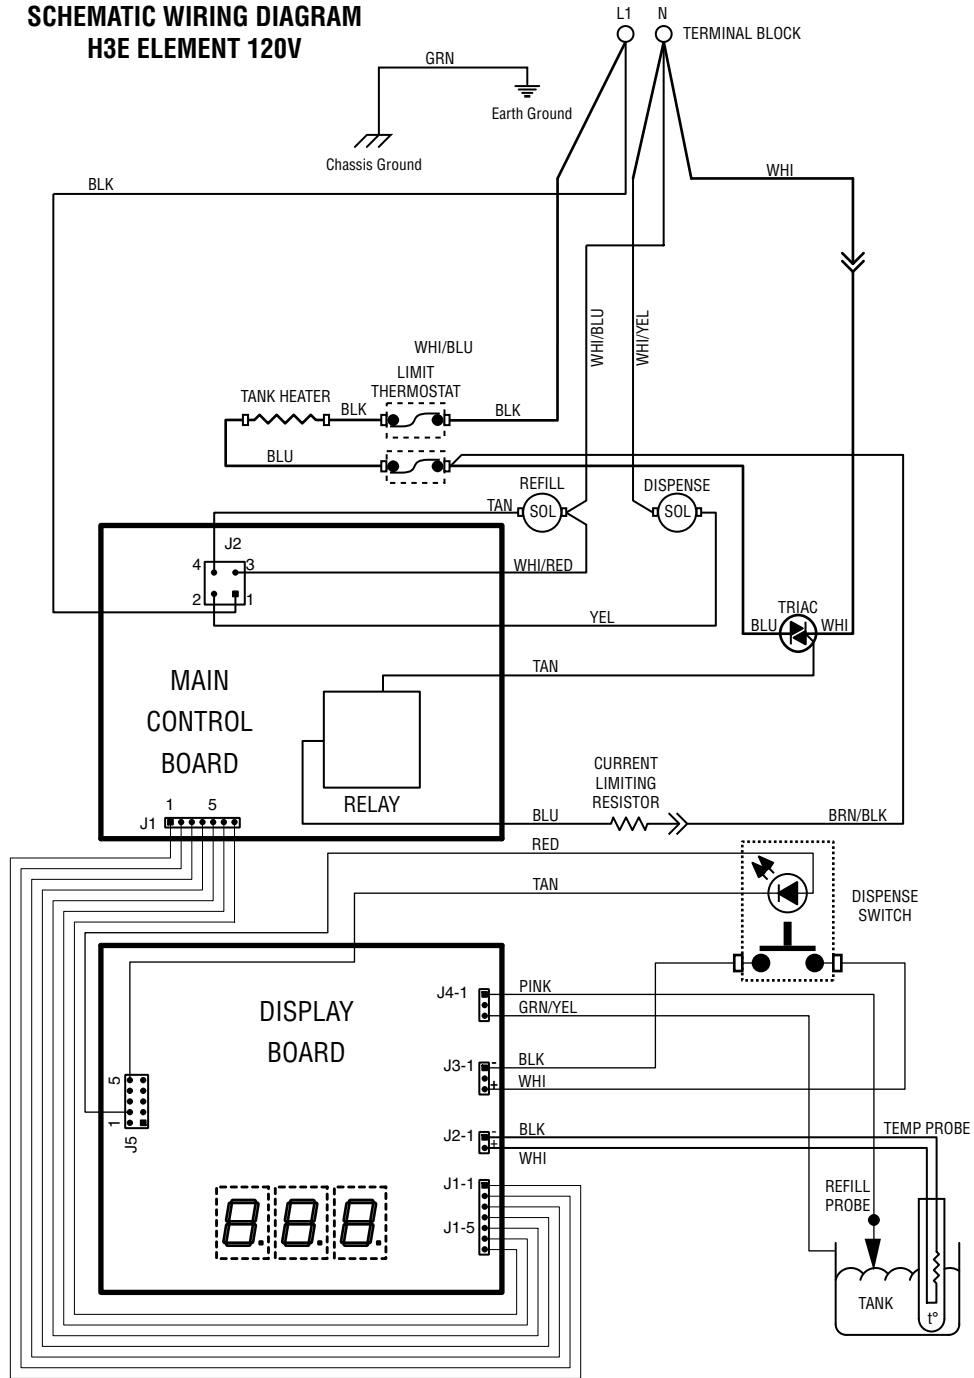 SCHEMATIC WIRING DIAGRAM
H3E ELEMENT 120V
L1
N
TERMINAL BLOCK
GRN
Earth Ground
Chassis Ground
BLK
WHI
WHI/BLU
WHI/YEL
WHI/BLU
LIMIT
THERMOSTAT
TANK HEATER
BLK
BLK
BLU
REFILL
DISPENSE
TAN
SOL
SOL
J2
4
3
WHI/RED
2
1
YEL
TRIAC
BLU
WHI
TAN
MAIN
CONTROL
BOARD
RELAY
CURRENT
LIMITING
RESISTOR
1
5
J1
BLU
BRN/BLK
RED
TAN
DISPENSE
SWITCH
DISPLAY
BOARD
J4-1
PINK
GRN/YEL
J3-1
-
BLK
+
WHI
5
1
J5
J2-1
-
BLK
+
WHI
TEMP PROBE
J1-1
J1-5
8.8.8.
REFILL
PROBE
TANK
t°